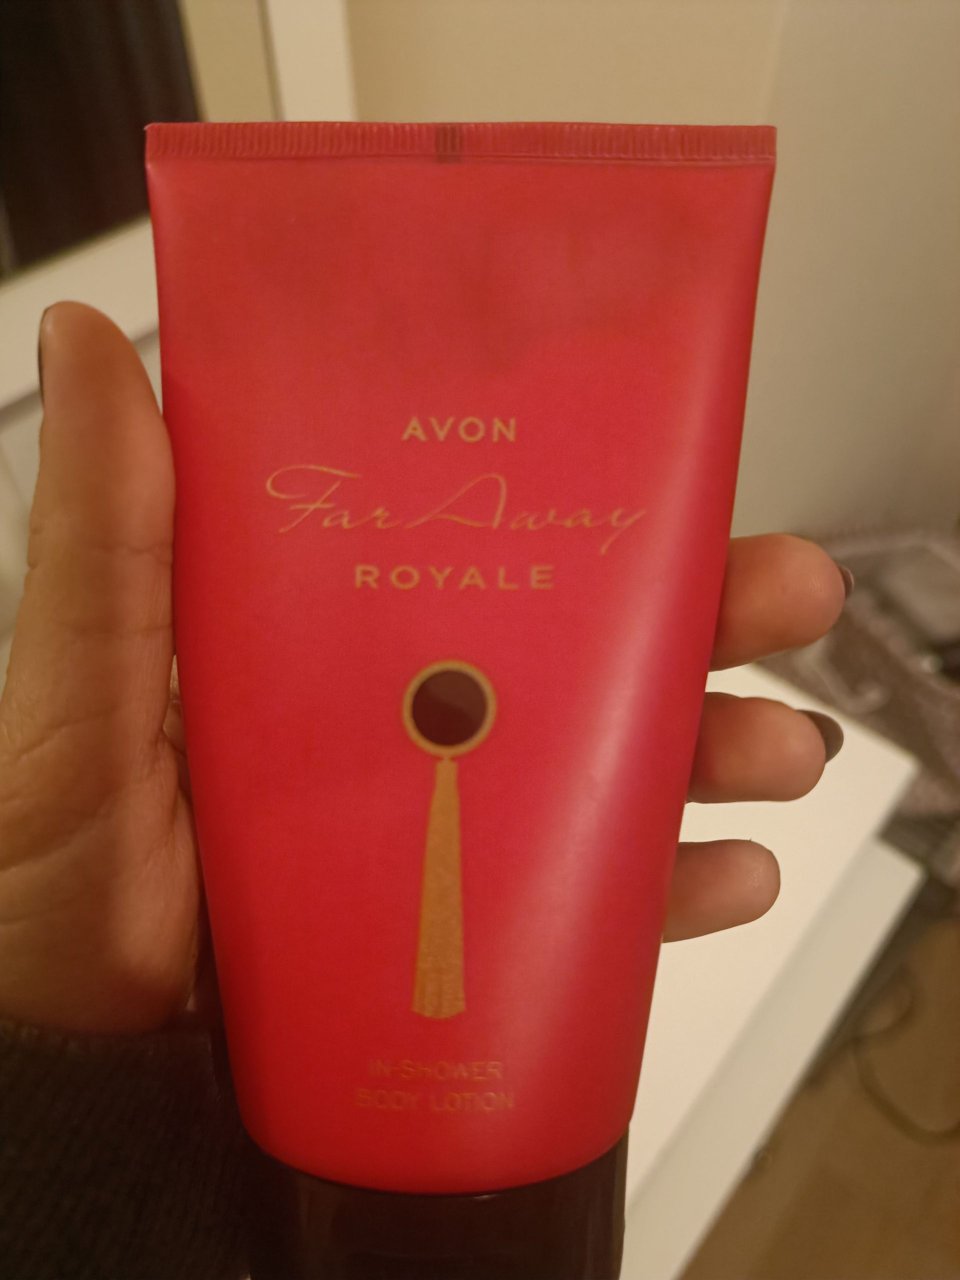 AVON
Far Away
ROYALE
IN-SHOWER
BODY LOTION